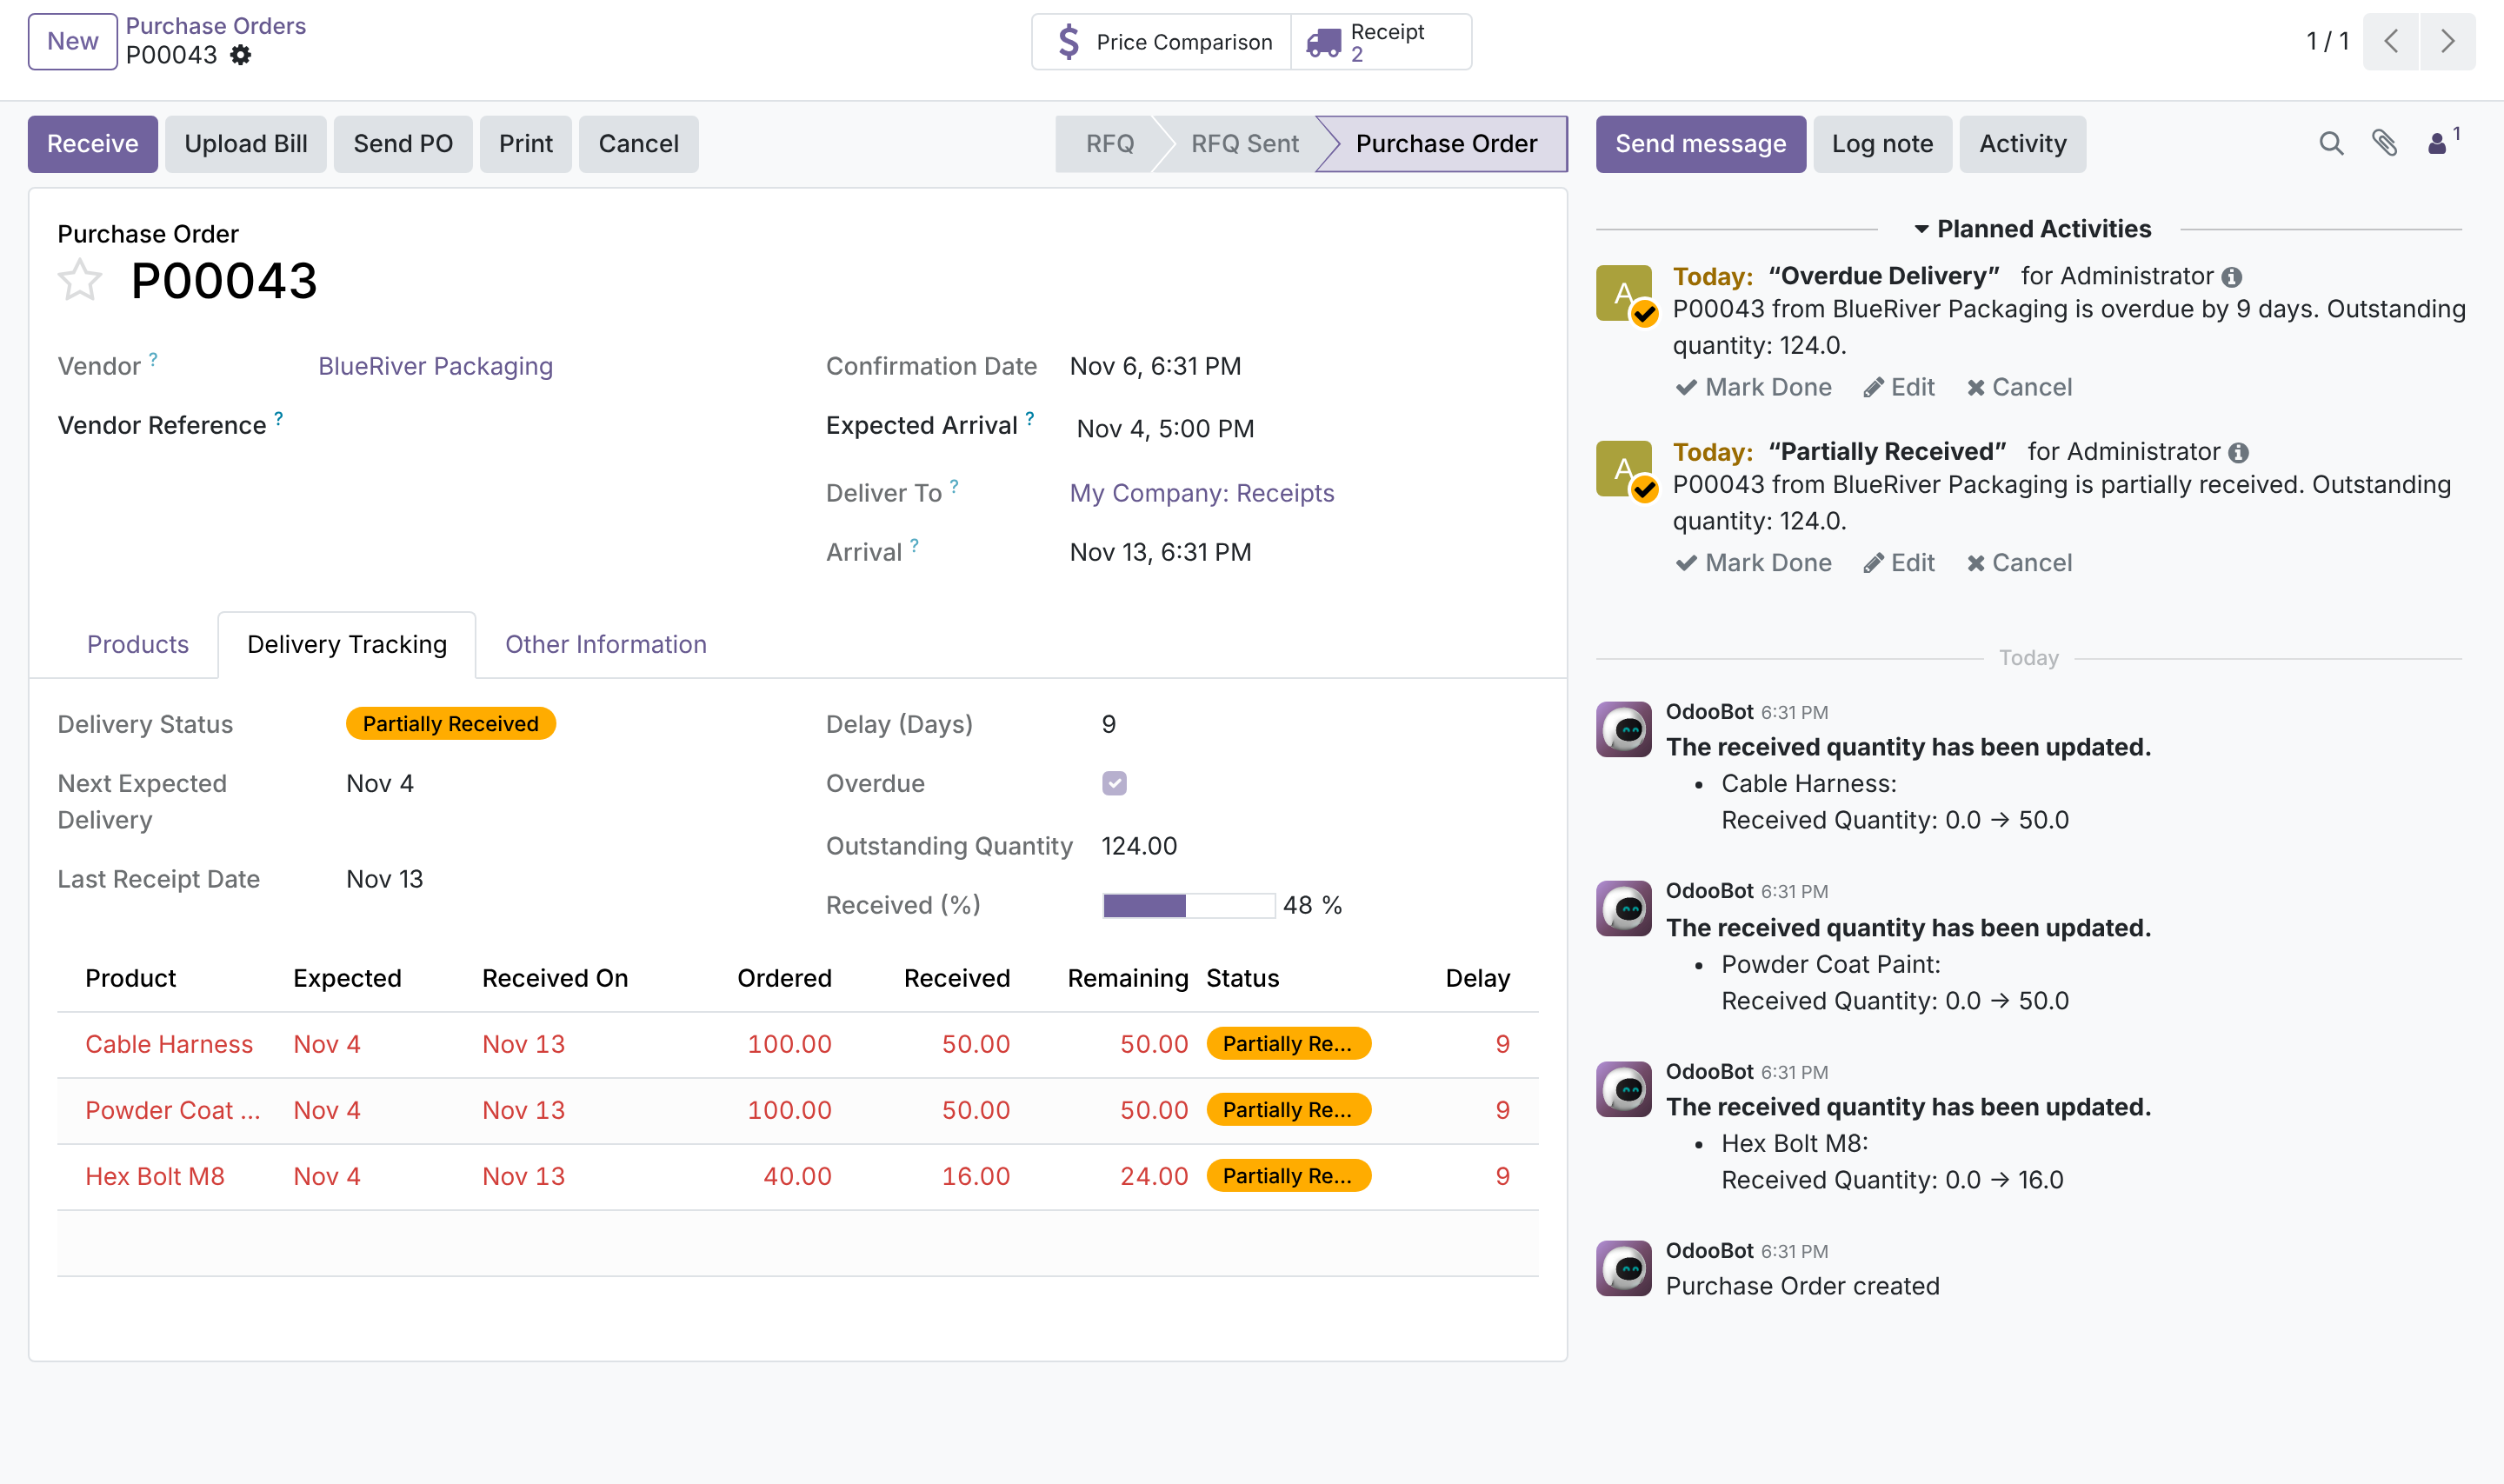 New
Purchase Orders
P00043
Price Comparison
Receipt
2
1 / 1
Receive
Upload Bill
Send PO
Print
Cancel
RFQ
RFQ Sent
Purchase Order
Send message
Log note
Activity
1
Purchase Order
P00043
Vendor ?
BlueRiver Packaging
Vendor Reference ?
Confirmation Date
Nov 6, 6:31 PM
Expected Arrival ?
Nov 4, 5:00 PM
Deliver To ?
My Company: Receipts
Arrival ?
Nov 13, 6:31 PM
Products
Delivery Tracking
Other Information
Delivery Status
Partially Received
Next Expected
Delivery
Nov 4
Last Receipt Date
Nov 13
Delay (Days)
9
Overdue
Outstanding Quantity
124.00
Received (%)
48 %
Product Expected Received On Ordered Received Remaining Status Delay
Cable Harness Nov 4 Nov 13 100.00 50.00 50.00 Partially Re... 9
Powder Coat ... Nov 4 Nov 13 100.00 50.00 50.00 Partially Re... 9
Hex Bolt M8 Nov 4 Nov 13 40.00 16.00 24.00 Partially Re... 9
Planned Activities
A
Today: “Overdue Delivery” for Administrator
P00043 from BlueRiver Packaging is overdue by 9 days. Outstanding
quantity: 124.0.
Mark Done Edit Cancel
A
Today: “Partially Received” for Administrator
P00043 from BlueRiver Packaging is partially received. Outstanding
quantity: 124.0.
Mark Done Edit Cancel
Today
OdooBot 6:31 PM
The received quantity has been updated.
• Cable Harness:
Received Quantity: 0.0 → 50.0
OdooBot 6:31 PM
The received quantity has been updated.
• Powder Coat Paint:
Received Quantity: 0.0 → 50.0
OdooBot 6:31 PM
The received quantity has been updated.
• Hex Bolt M8:
Received Quantity: 0.0 → 16.0
OdooBot 6:31 PM
Purchase Order created